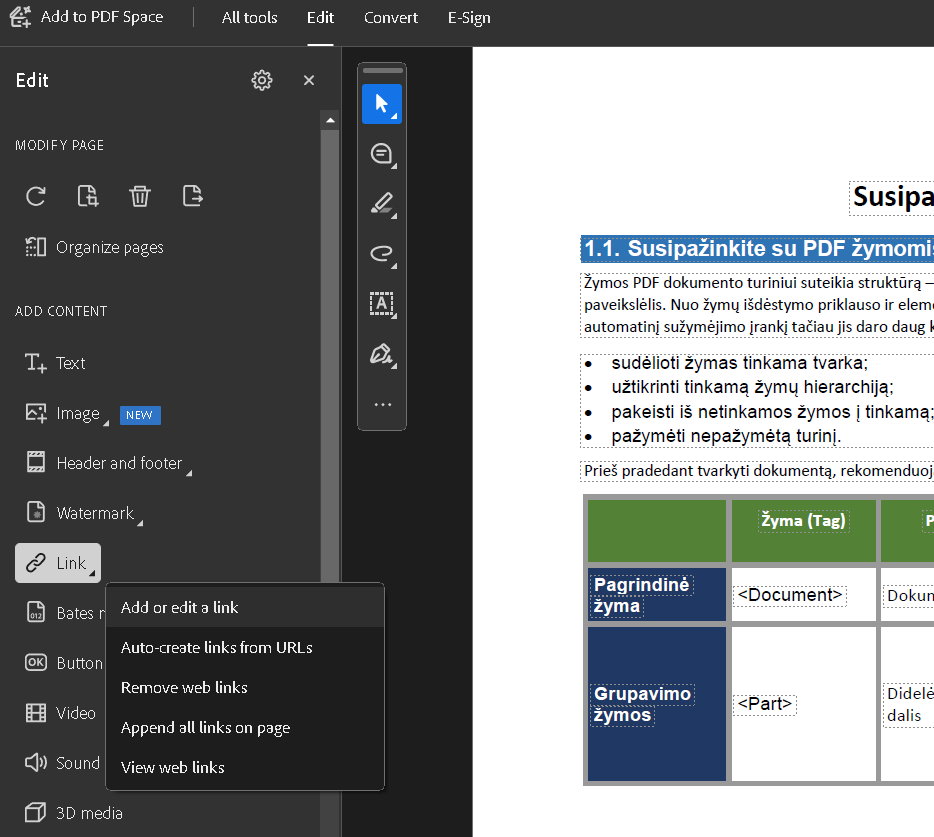 Add to PDF Space
All tools
Edit
Convert
E-Sign
Edit
MODIFY PAGE
Organize pages
ADD CONTENT
Text
Image
NEW
Header and footer
Watermark
Link
Add or edit a link
Auto-create links from URLs
Remove web links
Append all links on page
View web links
012
Bates
OK
Button
Video
Sound
3D media
A
Susipa
1.1. Susipažinkite su PDF žymomis
Žymos PDF dokumento turiniui suteikia struktūrą –
paveikslėlis. Nuo žymų išdėstymo priklauso ir eleme
automatinį sužymėjimo įrankį tačiau jis daro daug k
• sudėlioti žymas tinkama tvarka;
• užtikrinti tinkamą žymų hierarchiją;
• pakeisti iš netinkamos žymos į tinkamą;
• pažymėti nepažymėtą turinį.
Prieš pradedant tvarkyti dokumentą, rekomenduoj
Žyma (Tag)
P
Pagrindinė
žyma
<Document>
Dokum
Grupavimo
žymos
<Part>
Didelė
dalis